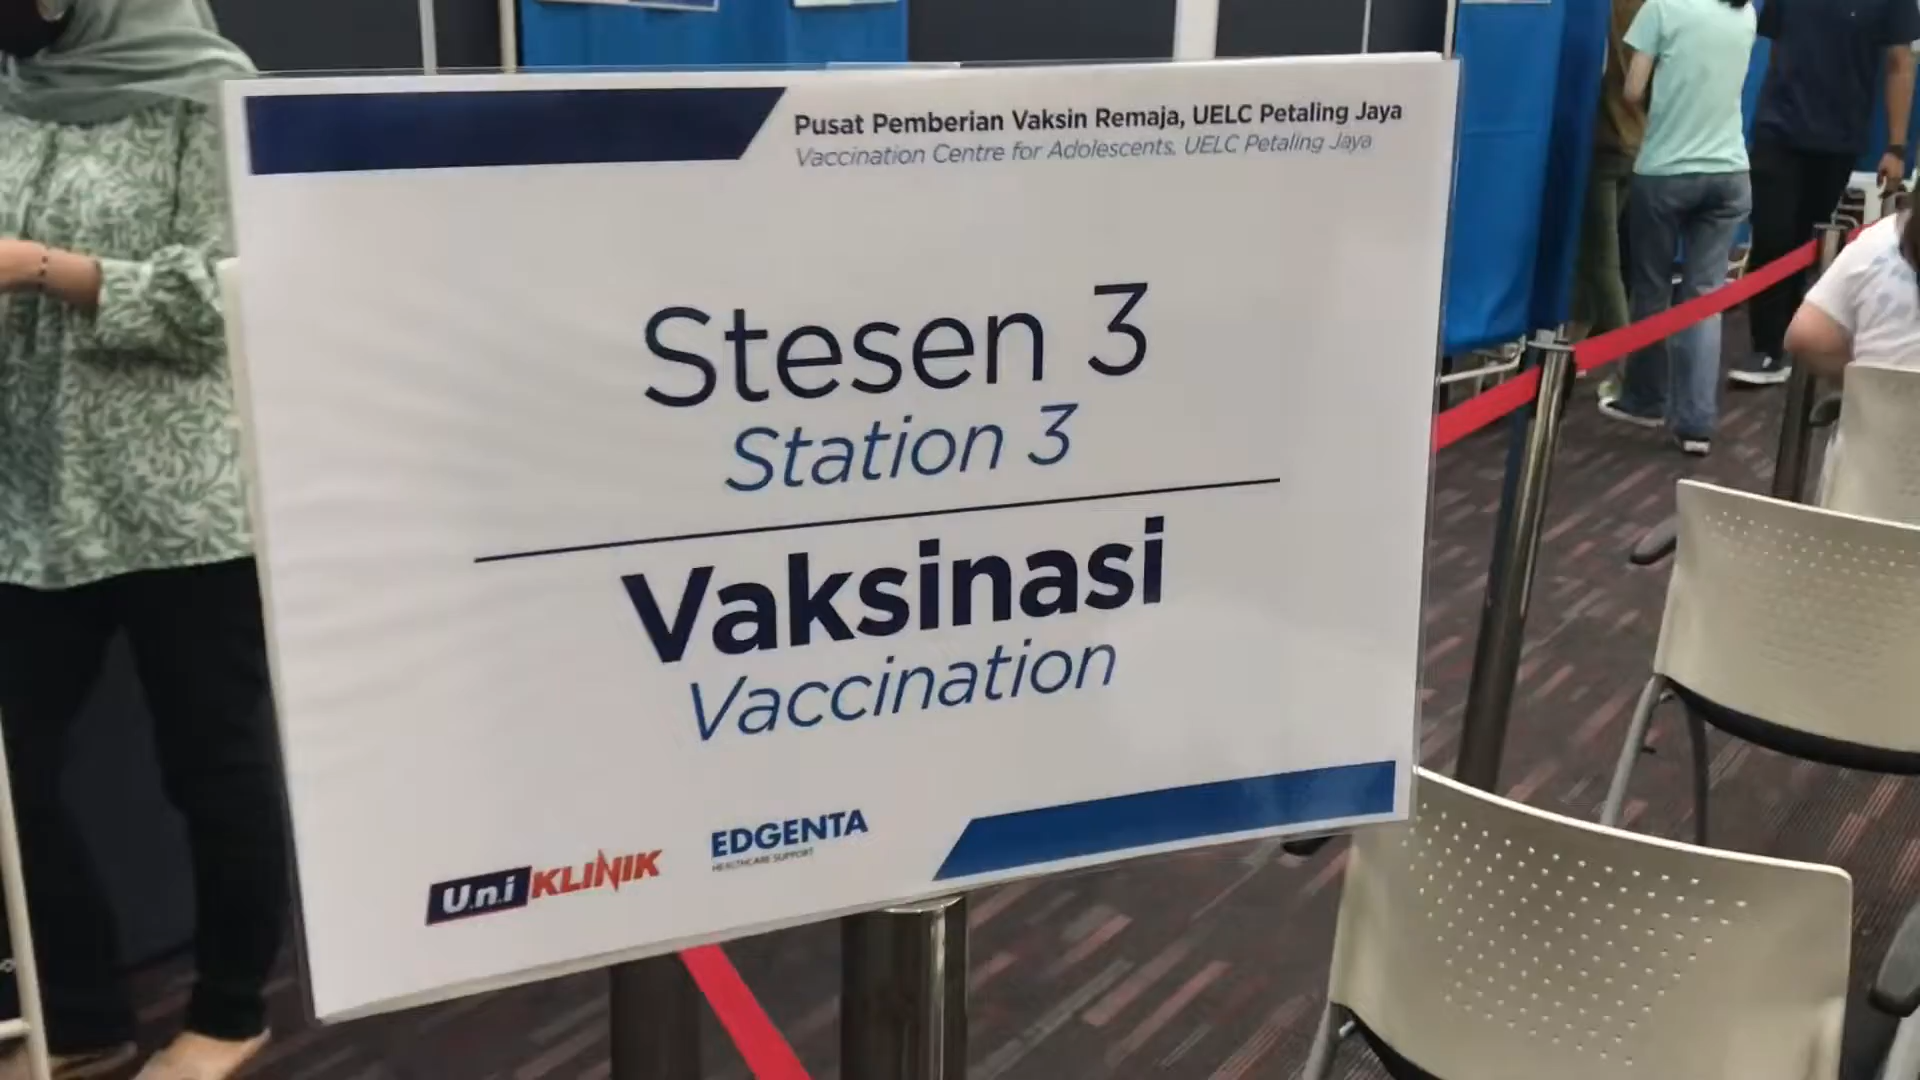 Pusat Pemberian Vaksin Remaja, UELC Petaling Jaya
Vaccination Centre for Adolescents, UELC Petaling Jaya
Stesen 3
Station 3
Vaksinasi
Vaccination
U.n.i KLINIK
EDGENTA
HEALTHCARE SUPPORT